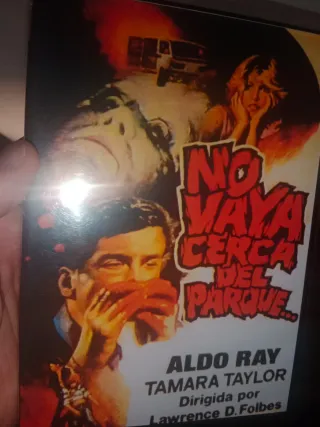 NO
VAYA
CERCA
DEL
PARQUE...
ALDO RAY
TAMARA TAYLOR
Dirigida por
Lawrence D. Folbes